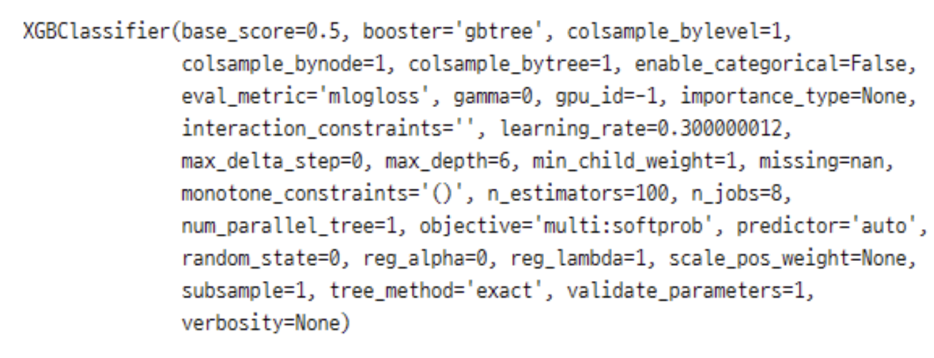 XGBClassifier(base_score=0.5, booster='gbtree', colsample_bylevel=1,
colsample_bynode=1, colsample_bytree=1, enable_categorical=False,
eval_metric='mlogloss', gamma=0, gpu_id=-1, importance_type=None,
interaction_constraints='', learning_rate=0.300000012,
max_delta_step=0, max_depth=6, min_child_weight=1, missing=nan,
monotone_constraints='()', n_estimators=100, n_jobs=8,
num_parallel_tree=1, objective='multi:softprob', predictor='auto',
random_state=0, reg_alpha=0, reg_lambda=1, scale_pos_weight=None,
subsample=1, tree_method='exact', validate_parameters=1,
verbosity=None)